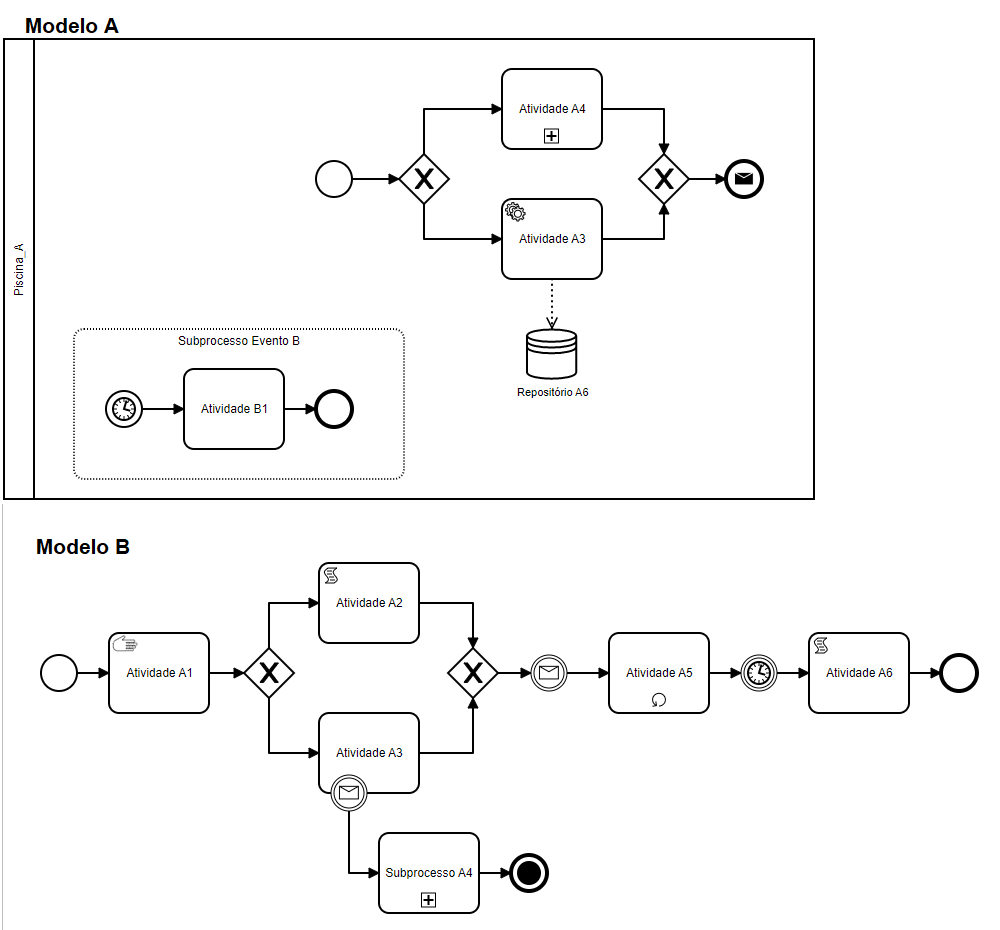 Modelo A
Piscina_A
Atividade A4
Atividade A3
Repositório A6
Subprocesso Evento B
Atividade B1
Modelo B
Atividade A1
Atividade A2
Atividade A3
Subprocesso A4
Atividade A5
Atividade A6